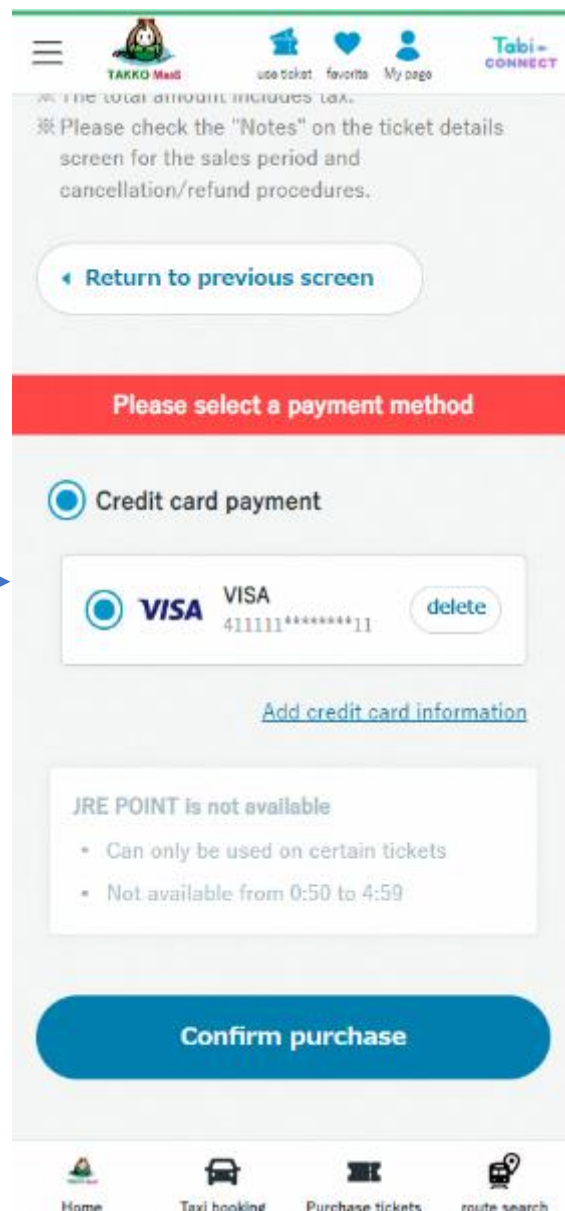 TAKKO MaaS
use ticket favorite My page
Tabi-
CONNECT
※ The total amount includes tax.
※ Please check the "Notes" on the ticket details
screen for the sales period and
cancellation/refund procedures.
Return to previous screen
Please select a payment method
Credit card payment
VISA VISA delete
411111********11
Add credit card information
JRE POINT is not available
• Can only be used on certain tickets
• Not available from 0:50 to 4:59
Confirm purchase
Home Taxi booking Purchase tickets route search